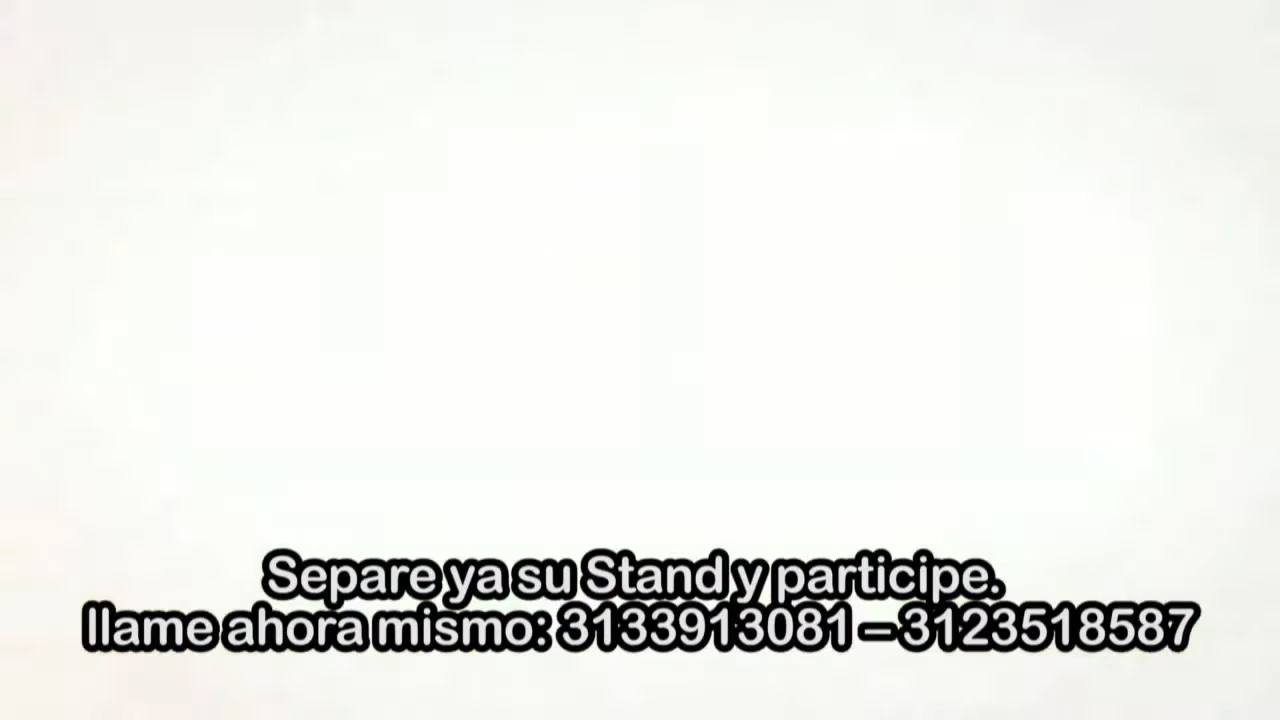 Separe ya su Stand y participe.
llame ahora mismo: 3133913081 – 3123518587